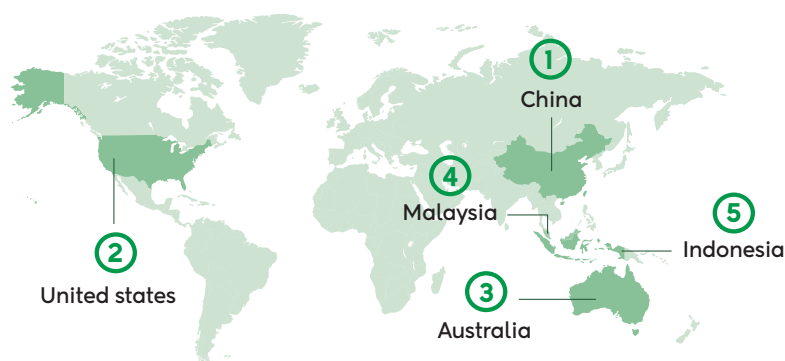 1
China
4
Malaysia
5
Indonesia
2
United states
3
Australia